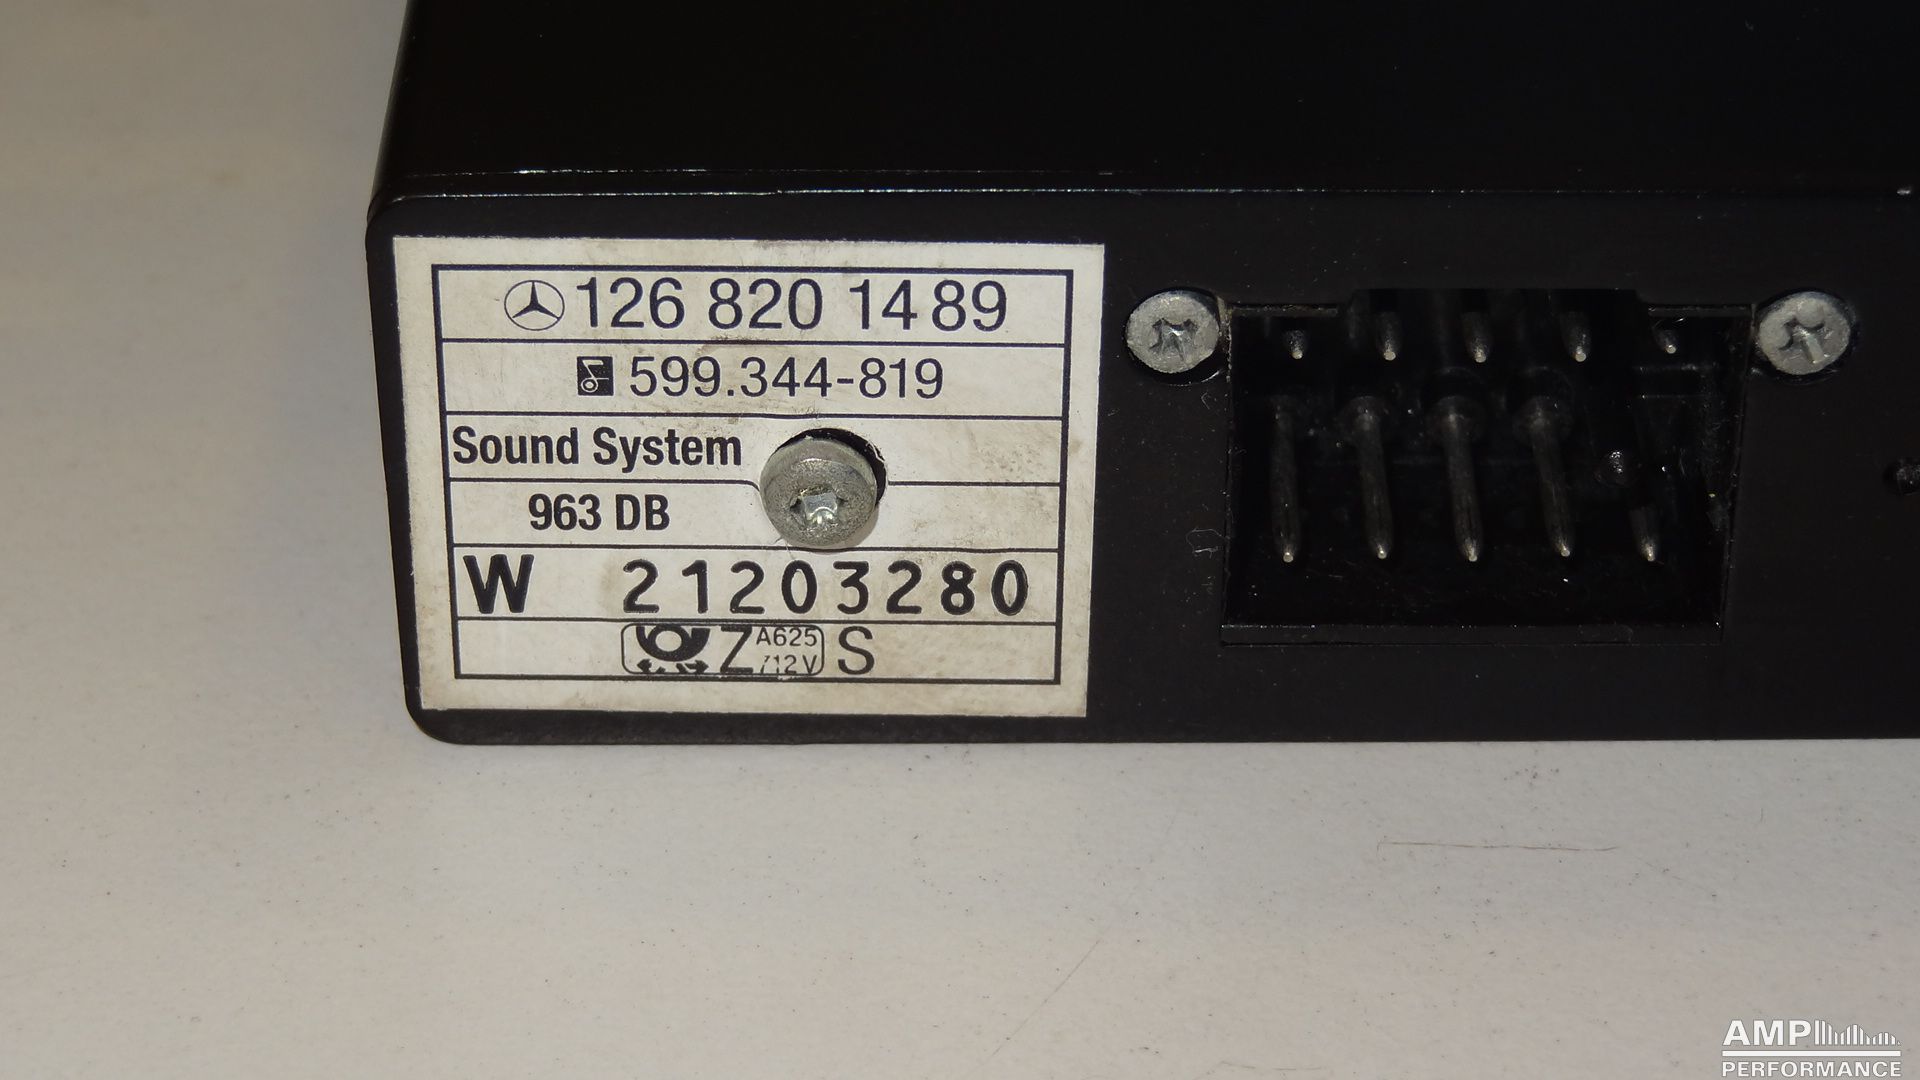 126 820 14 89
599.344-819
Sound System
963 DB
W 21203280
Z A625 S
/12V
AMP
PERFORMANCE